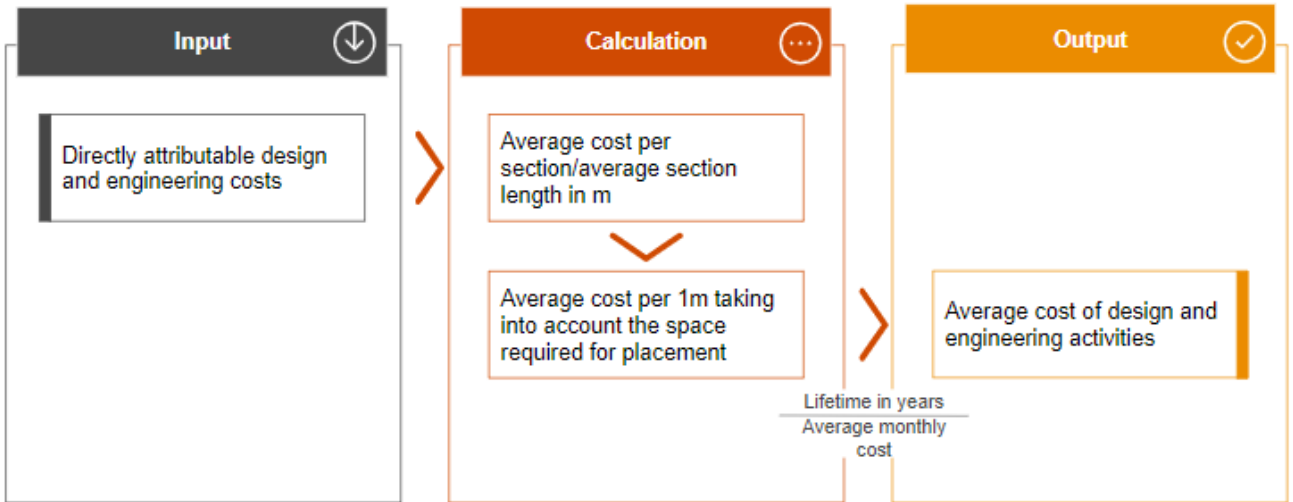 Input
Calculation
Output
Directly attributable design
and engineering costs
Average cost per
section/average section
length in m
Average cost per 1m taking
into account the space
required for placement
Average cost of design and
engineering activities
Lifetime in years
Average monthly
cost